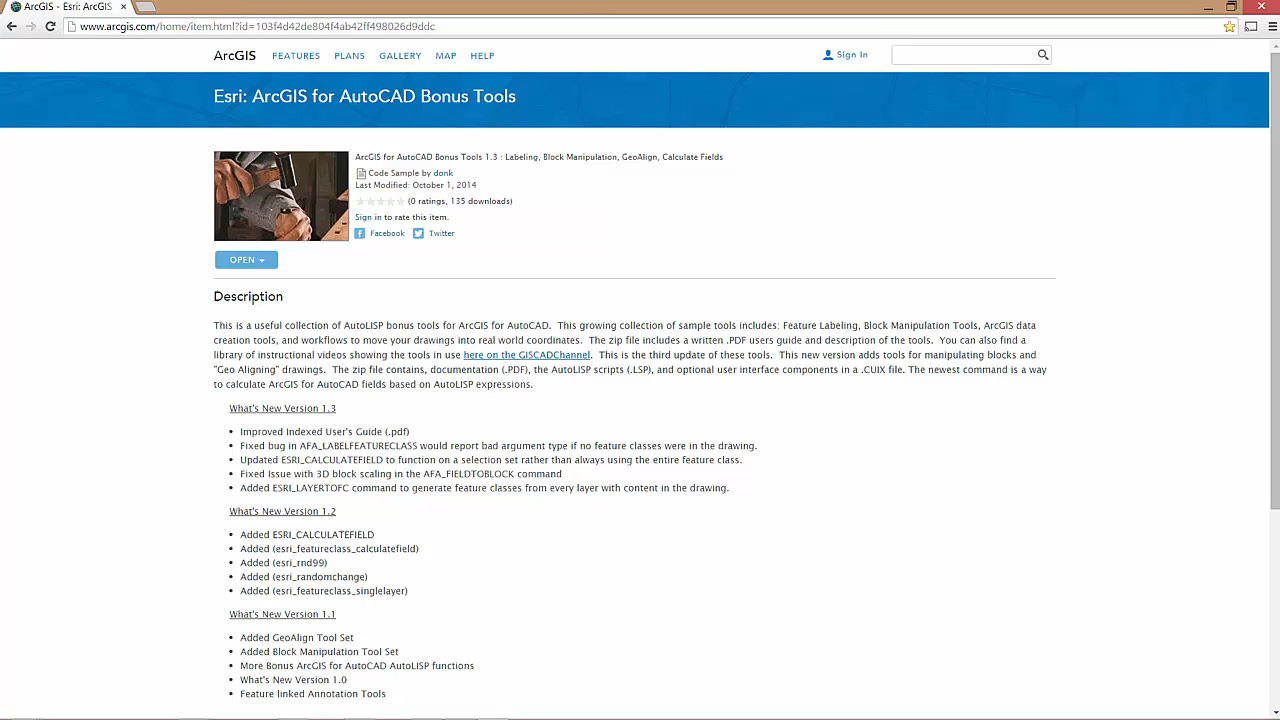 ArcGIS - Esri: ArcGIS
www.arcgis.com/home/item.html?id=103f4d42de804f4ab42ff498026d9ddc
ArcGIS FEATURES PLANS GALLERY MAP HELP Sign In
Esri: ArcGIS for AutoCAD Bonus Tools
ArcGIS for AutoCAD Bonus Tools 1.3 : Labeling, Block Manipulation, GeoAlign, Calculate Fields
Code Sample by donk
Last Modified: October 1, 2014
(0 ratings, 135 downloads)
Sign in to rate this item.
Facebook Twitter
OPEN
Description
This is a useful collection of AutoLISP bonus tools for ArcGIS for AutoCAD. This growing collection of sample tools includes: Feature Labeling, Block Manipulation Tools, ArcGIS data
creation tools, and workflows to move your drawings into real world coordinates. The zip file includes a written .PDF users guide and description of the tools. You can also find a
library of instructional videos showing the tools in use here on the GISCADChannel. This is the third update of these tools. This new version adds tools for manipulating blocks and
"Geo Aligning" drawings. The zip file contains, documentation (.PDF), the AutoLISP scripts (.LSP), and optional user interface components in a .CUIX file. The newest command is a way
to calculate ArcGIS for AutoCAD fields based on AutoLISP expressions.
What's New Version 1.3
• Improved Indexed User's Guide (.pdf)
• Fixed bug in AFA_LABELFEATURECLASS would report bad argument type if no feature classes were in the drawing.
• Updated ESRI_CALCULATEFIELD to function on a selection set rather than always using the entire feature class.
• Fixed Issue with 3D block scaling in the AFA_FIELDTOBLOCK command
• Added ESRI_LAYERTOFC command to generate feature classes from every layer with content in the drawing.
What's New Version 1.2
• Added ESRI_CALCULATEFIELD
• Added (esri_featureclass_calculatefield)
• Added (esri_rnd99)
• Added (esri_randomchange)
• Added (esri_featureclass_singlelayer)
What's New Version 1.1
• Added GeoAlign Tool Set
• Added Block Manipulation Tool Set
• More Bonus ArcGIS for AutoCAD AutoLISP functions
• What's New Version 1.0
• Feature linked Annotation Tools